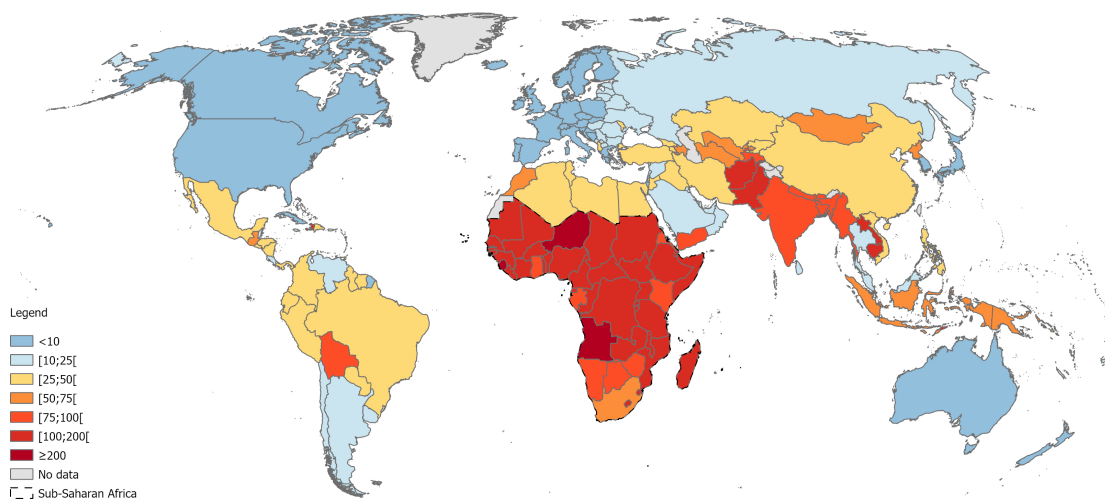 Legend
<10
[10;25[
[25;50[
[50;75[
[75;100[
[100;200[
≥200
No data
Sub-Saharan Africa